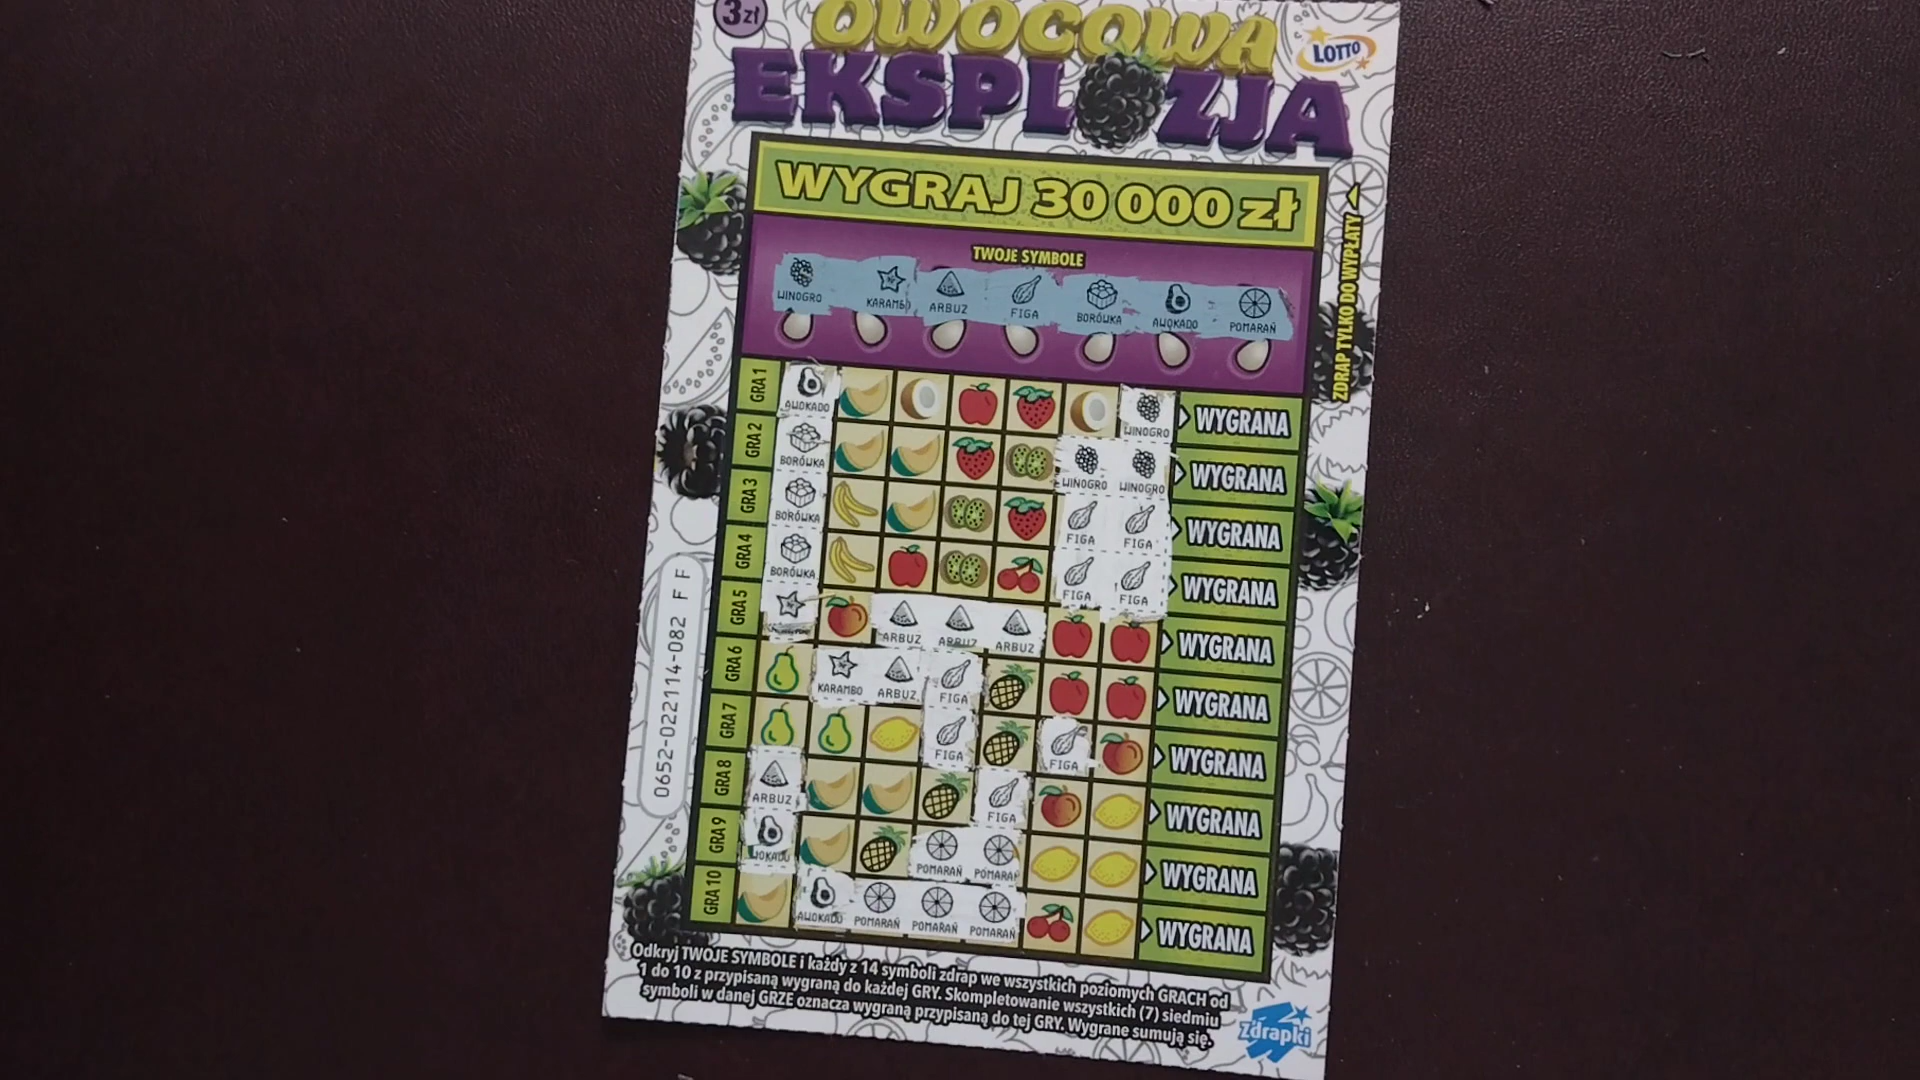 3zł
OWOCOWA
LOTTO
EKSPLOZJA
WYGRAJ 30 000 zł
TWOJE SYMBOLE
WINOGRO KARAMBO ARBUZ FIGA BORÓWKA AWOKADO POMARAŃ
ZDRAP TYLKO DO WYPŁATY
GRA 1 AWOKADO WINOGRO WYGRANA
GRA 2 BORÓWKA WINOGRO WINOGRO WYGRANA
GRA 3 BORÓWKA FIGA FIGA WYGRANA
GRA 4 BORÓWKA FIGA FIGA WYGRANA
GRA 5 ARBUZ ARBUZ ARBUZ WYGRANA
GRA 6 KARAMBO ARBUZ FIGA WYGRANA
GRA 7 FIGA FIGA WYGRANA
GRA 8 ARBUZ FIGA WYGRANA
GRA 9 AWOKADO POMARAŃ POMARAŃ WYGRANA
GRA 10 AWOKADO POMARAŃ POMARAŃ POMARAŃ WYGRANA
0652-022114-082 F F
Odkryj TWOJE SYMBOLE i każdy z 14 symboli zdrap we wszystkich poziomych GRACH od
1 do 10 z przypisaną wygraną do każdej GRY. Skompletowanie wszystkich (7) siedmiu
symboli w danej GRZE oznacza wygraną przypisaną do tej GRY. Wygrane sumują się.
Zdrapki